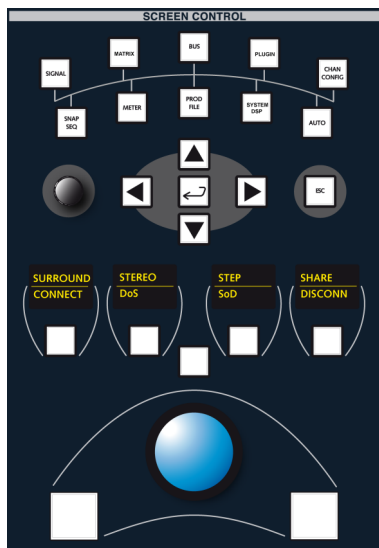 SCREEN CONTROL
BUS
MATRIX
PLUGIN
SIGNAL
CHAN
CONFIG
SNAP
SEQ
METER
PROD
FILE
SYSTEM
DSP
AUTO
ESC
SURROUND
CONNECT
STEREO
DoS
STEP
SoD
SHARE
DISCONN